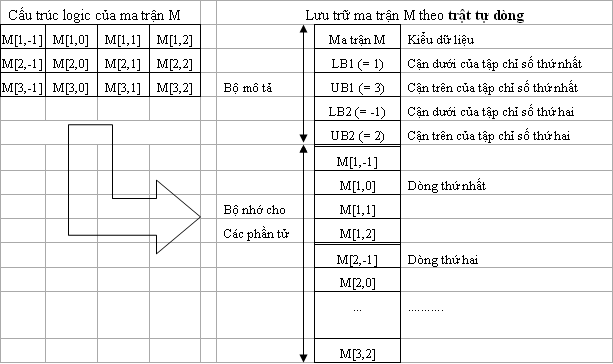 Cấu trúc logic của ma trận M
Lưu trữ ma trận M theo trật tự dòng
M[1,-1] M[1,0] M[1,1] M[1,2]
Ma trận M Kiểu dữ liệu
M[2,-1] M[2,0] M[2,1] M[2,2]
LB1 (= 1) Cận dưới của tập chỉ số thứ nhất
M[3,-1] M[3,0] M[3,1] M[3,2]
Bộ mô tả
UB1 (= 3) Cận trên của tập chỉ số thứ nhất
LB2 (= -1) Cận dưới của tập chỉ số thứ hai
UB2 (= 2) Cận trên của tập chỉ số thứ hai
M[1,-1]
M[1,0] Dòng thứ nhất
Bộ nhớ cho
M[1,1]
Các phần tử
M[1,2]
M[2,-1] Dòng thứ hai
M[2,0]
... ...........
M[3,2]